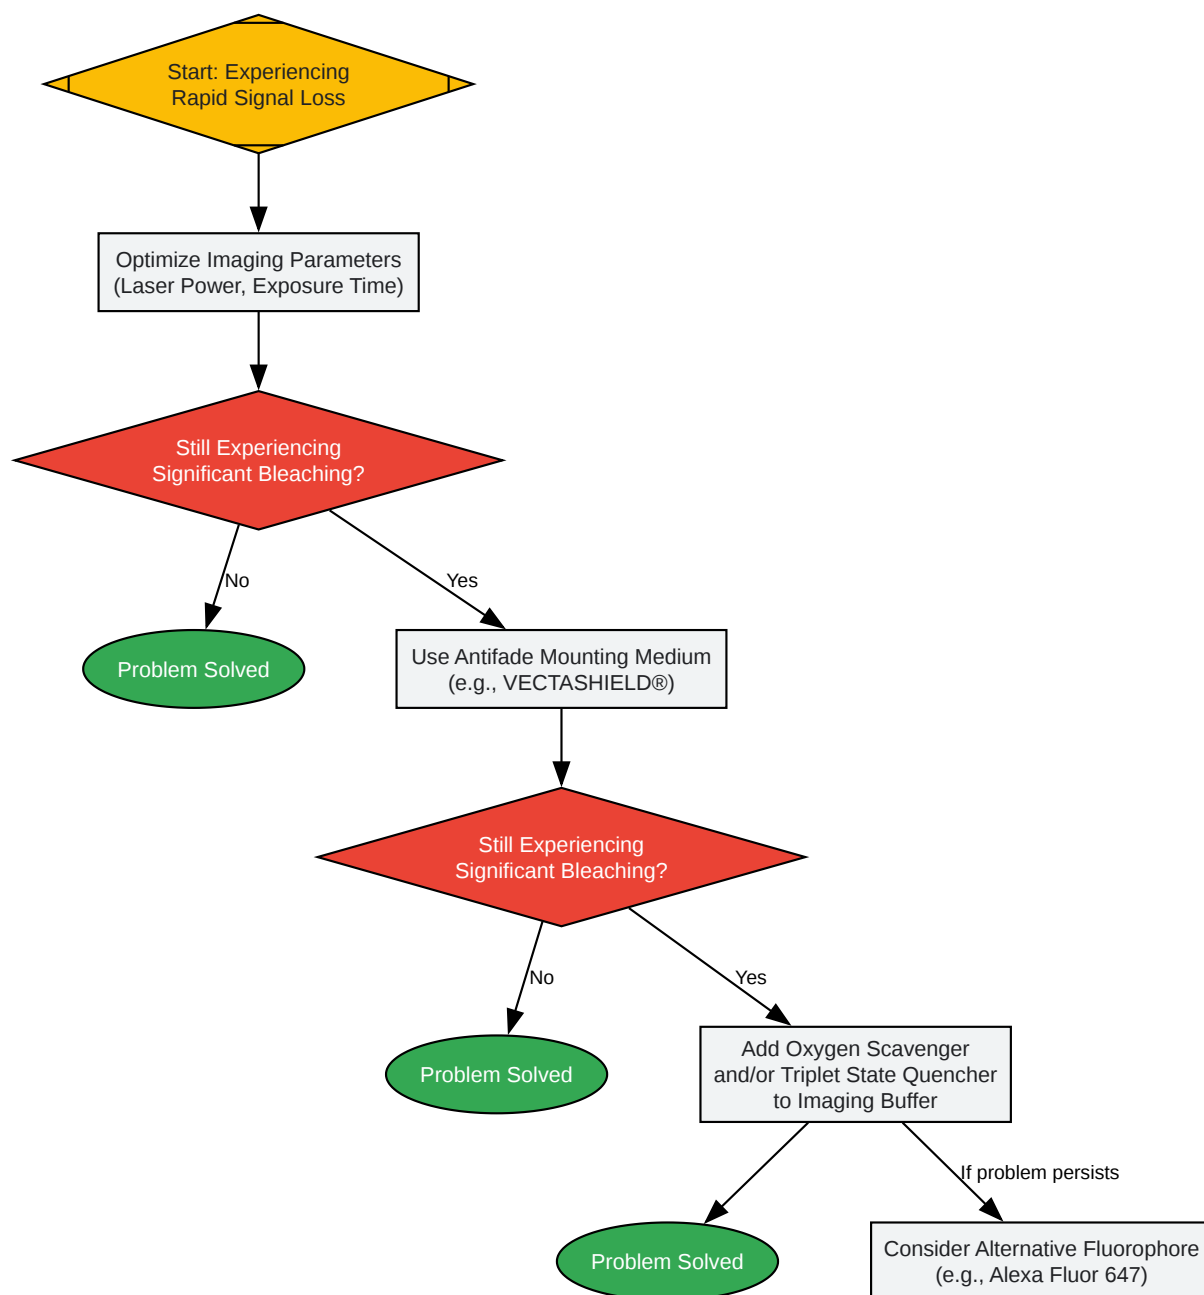 Start: Experiencing
Rapid Signal Loss
Optimize Imaging Parameters
(Laser Power, Exposure Time)
Still Experiencing
Significant Bleaching?
No
Yes
Problem Solved
Use Antifade Mounting Medium
(e.g., VECTASHIELD®)
Still Experiencing
Significant Bleaching?
No
Yes
Problem Solved
Add Oxygen Scavenger
and/or Triplet State Quencher
to Imaging Buffer
If problem persists
Problem Solved
Consider Alternative Fluorophore
(e.g., Alexa Fluor 647)